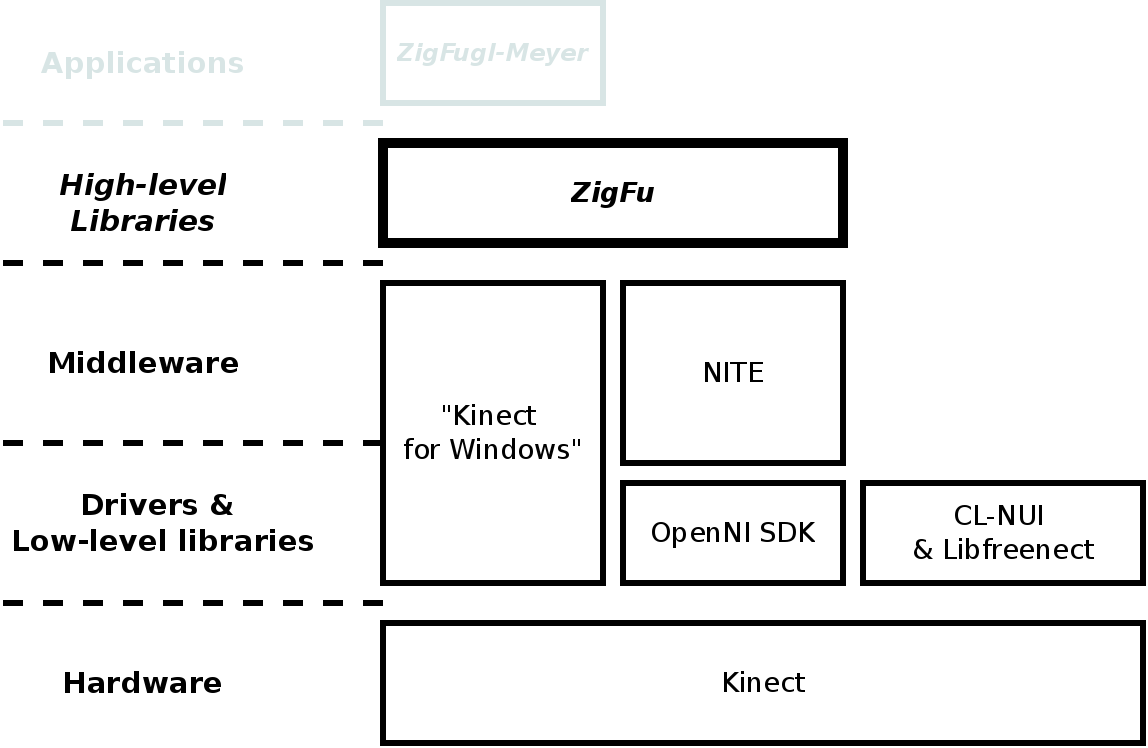 Applications
ZigFugl-Meyer
High-level
Libraries
ZigFu
Middleware
"Kinect
for Windows"
NITE
Drivers &
Low-level libraries
OpenNI SDK
CL-NUI
& Libfreenect
Hardware
Kinect